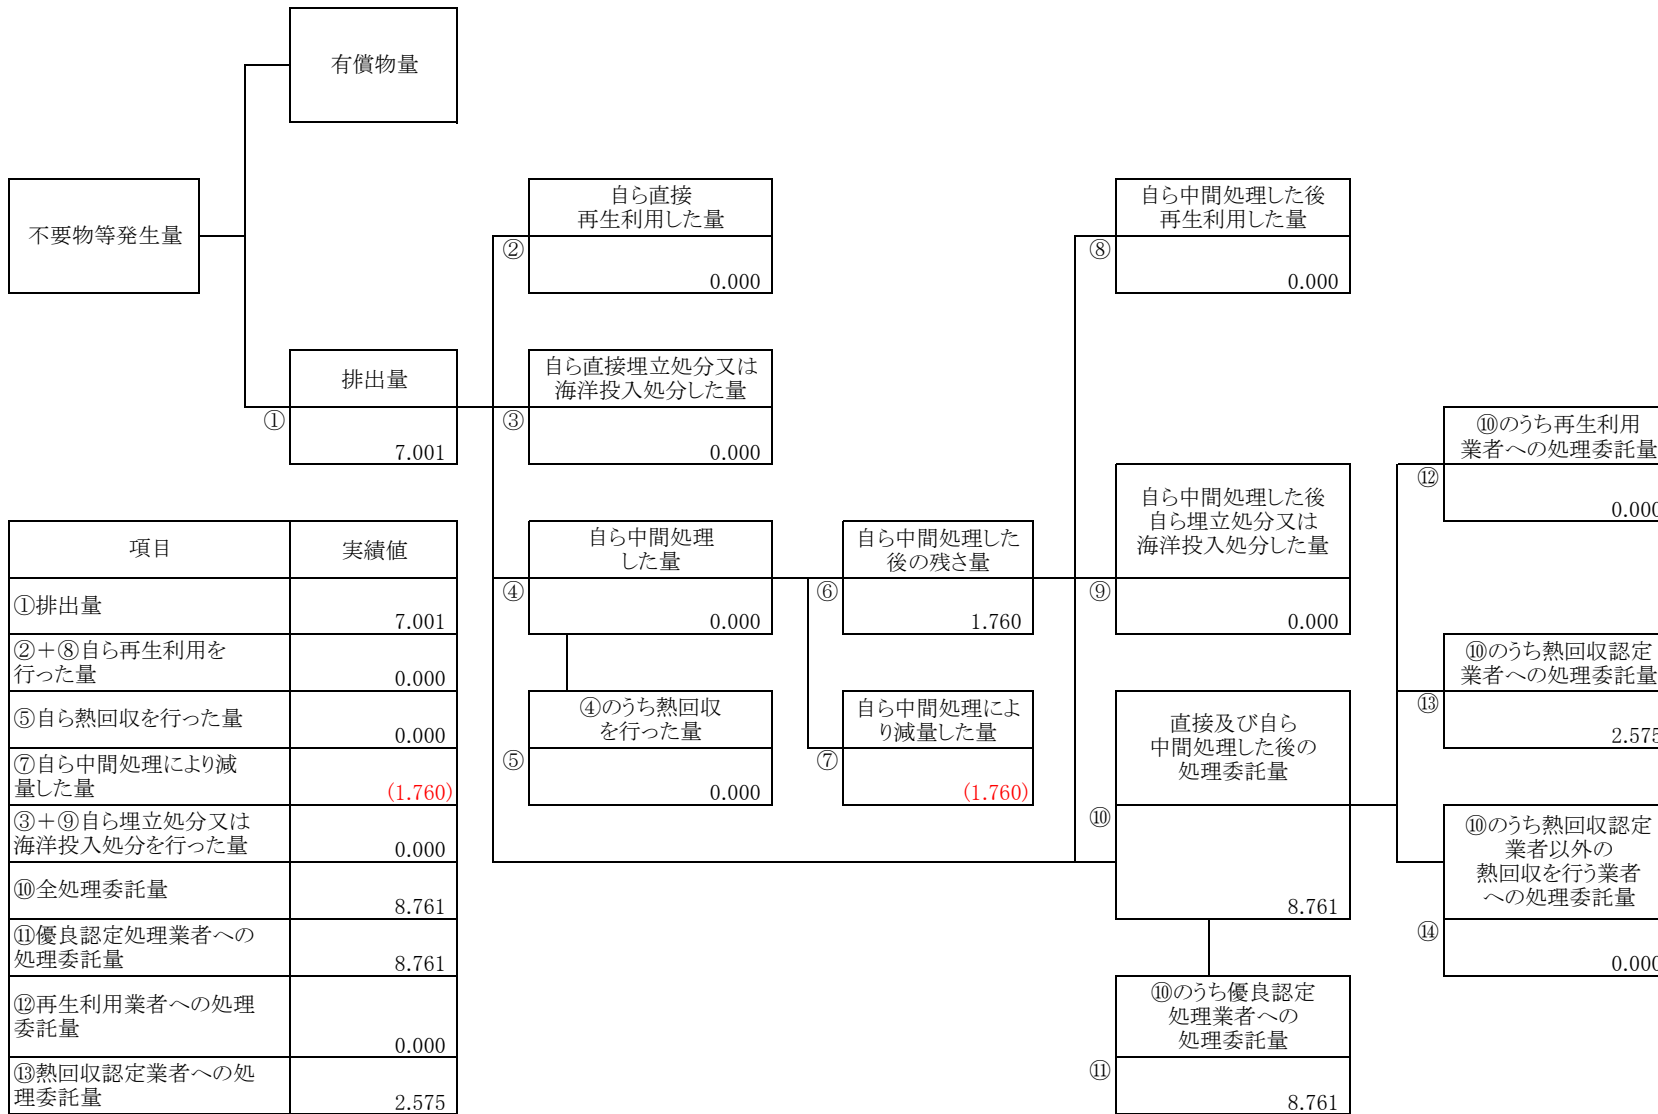 有償物量
不要物等発生量
自ら直接
再生利用した量
②
0.000
自ら中間処理した後
再生利用した量
⑧
0.000
排出量
①
7.001
自ら直接埋立処分又は
海洋投入処分した量
③
0.000
⑩のうち再生利用
業者への処理委託量
⑫
0.000
自ら中間処理
した量
④
0.000
自ら中間処理した
後の残さ量
⑥
1.760
自ら中間処理した後
自ら埋立処分又は
海洋投入処分した量
⑨
0.000
⑩のうち熱回収認定
業者への処理委託量
⑬
2.575
④のうち熱回収
を行った量
⑤
0.000
自ら中間処理によ
り減量した量
⑦
(1.760)
直接及び自ら
中間処理した後の
処理委託量
⑩
8.761
⑩のうち熱回収認定
業者以外の
熱回収を行う業者
への処理委託量
⑭
0.000
⑩のうち優良認定
処理業者への
処理委託量
⑪
8.761
項目
実績値
①排出量
7.001
②＋⑧自ら再生利用を
行った量
0.000
⑤自ら熱回収を行った量
0.000
⑦自ら中間処理により減
量した量
(1.760)
③＋⑨自ら埋立処分又は
海洋投入処分を行った量
0.000
⑩全処理委託量
8.761
⑪優良認定処理業者への
処理委託量
8.761
⑫再生利用業者への処理
委託量
0.000
⑬熱回収認定業者への処
理委託量
2.575